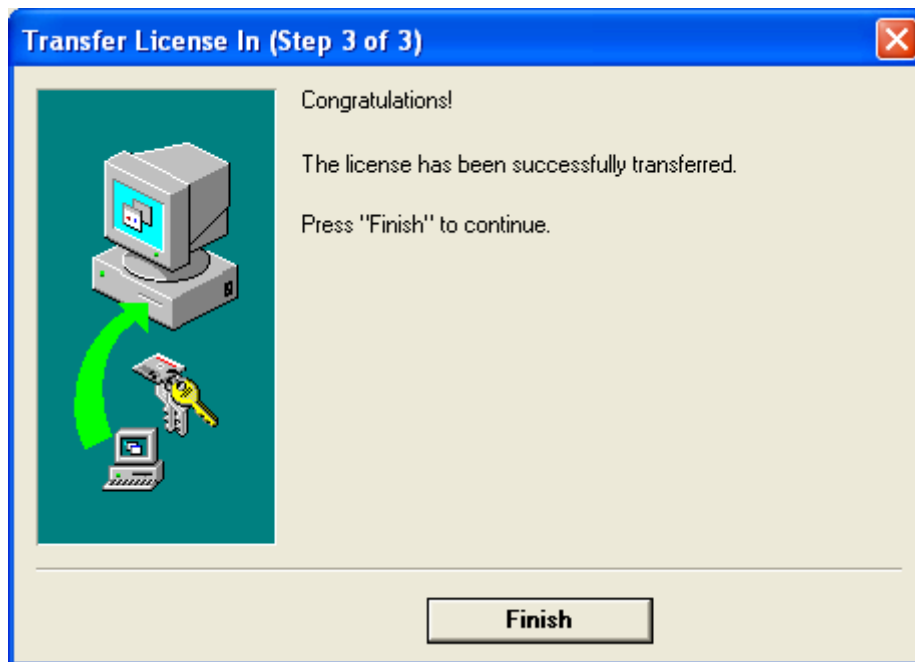 Transfer License In (Step 3 of 3)
Congratulations!
The license has been successfully transferred.
Press "Finish" to continue.
Finish